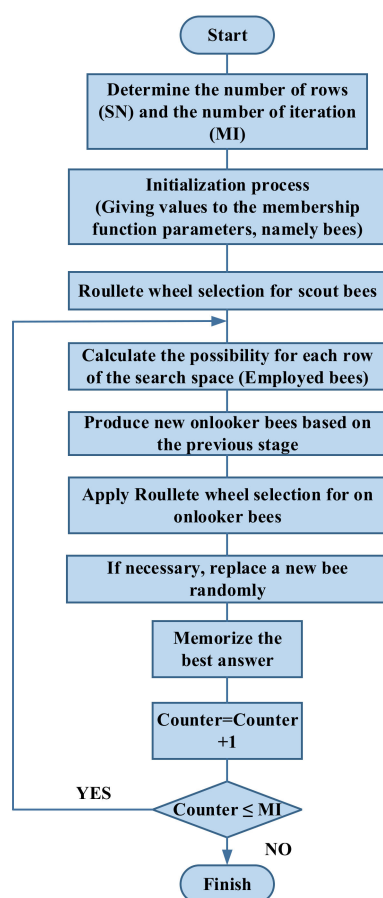 Start
Determine the number of rows
(SN) and the number of iteration
(MI)
Initialization process
(Giving values to the membership
function parameters, namely bees)
Roullete wheel selection for scout bees
Calculate the possibility for each row
of the search space (Employed bees)
Produce new onlooker bees based on
the previous stage
Apply Roullete wheel selection for on
onlooker bees
If necessary, replace a new bee
randomly
Memorize the
best answer
Counter=Counter
+1
YES
Counter ≤ MI
NO
Finish